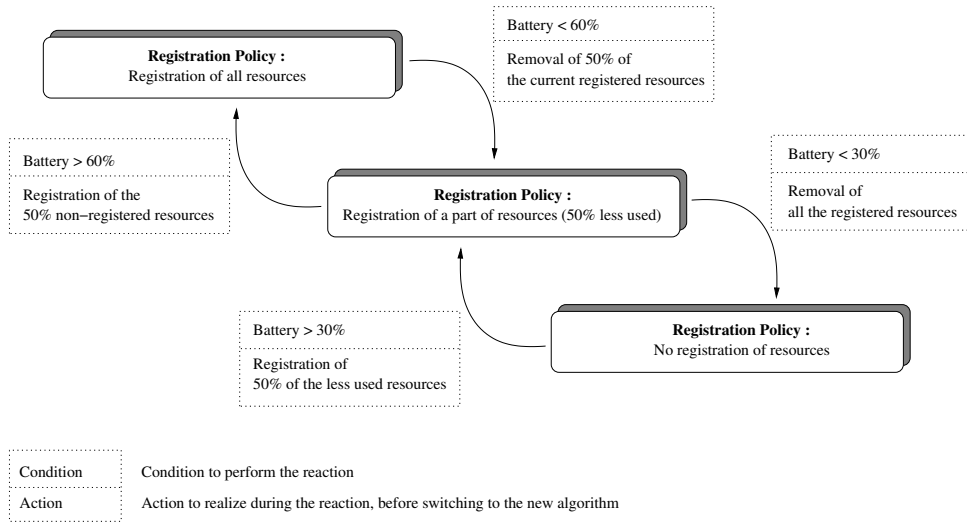 Registration Policy :
Registration of all resources
Battery < 60%
Removal of 50% of
the current registered resources
Battery > 60%
Registration of the
50% non−registered resources
Registration Policy :
Registration of a part of resources (50% less used)
Battery < 30%
Removal of
all the registered resources
Battery > 30%
Registration of
50% of the less used resources
Registration Policy :
No registration of resources
Condition
Condition to perform the reaction
Action
Action to realize during the reaction, before switching to the new algorithm